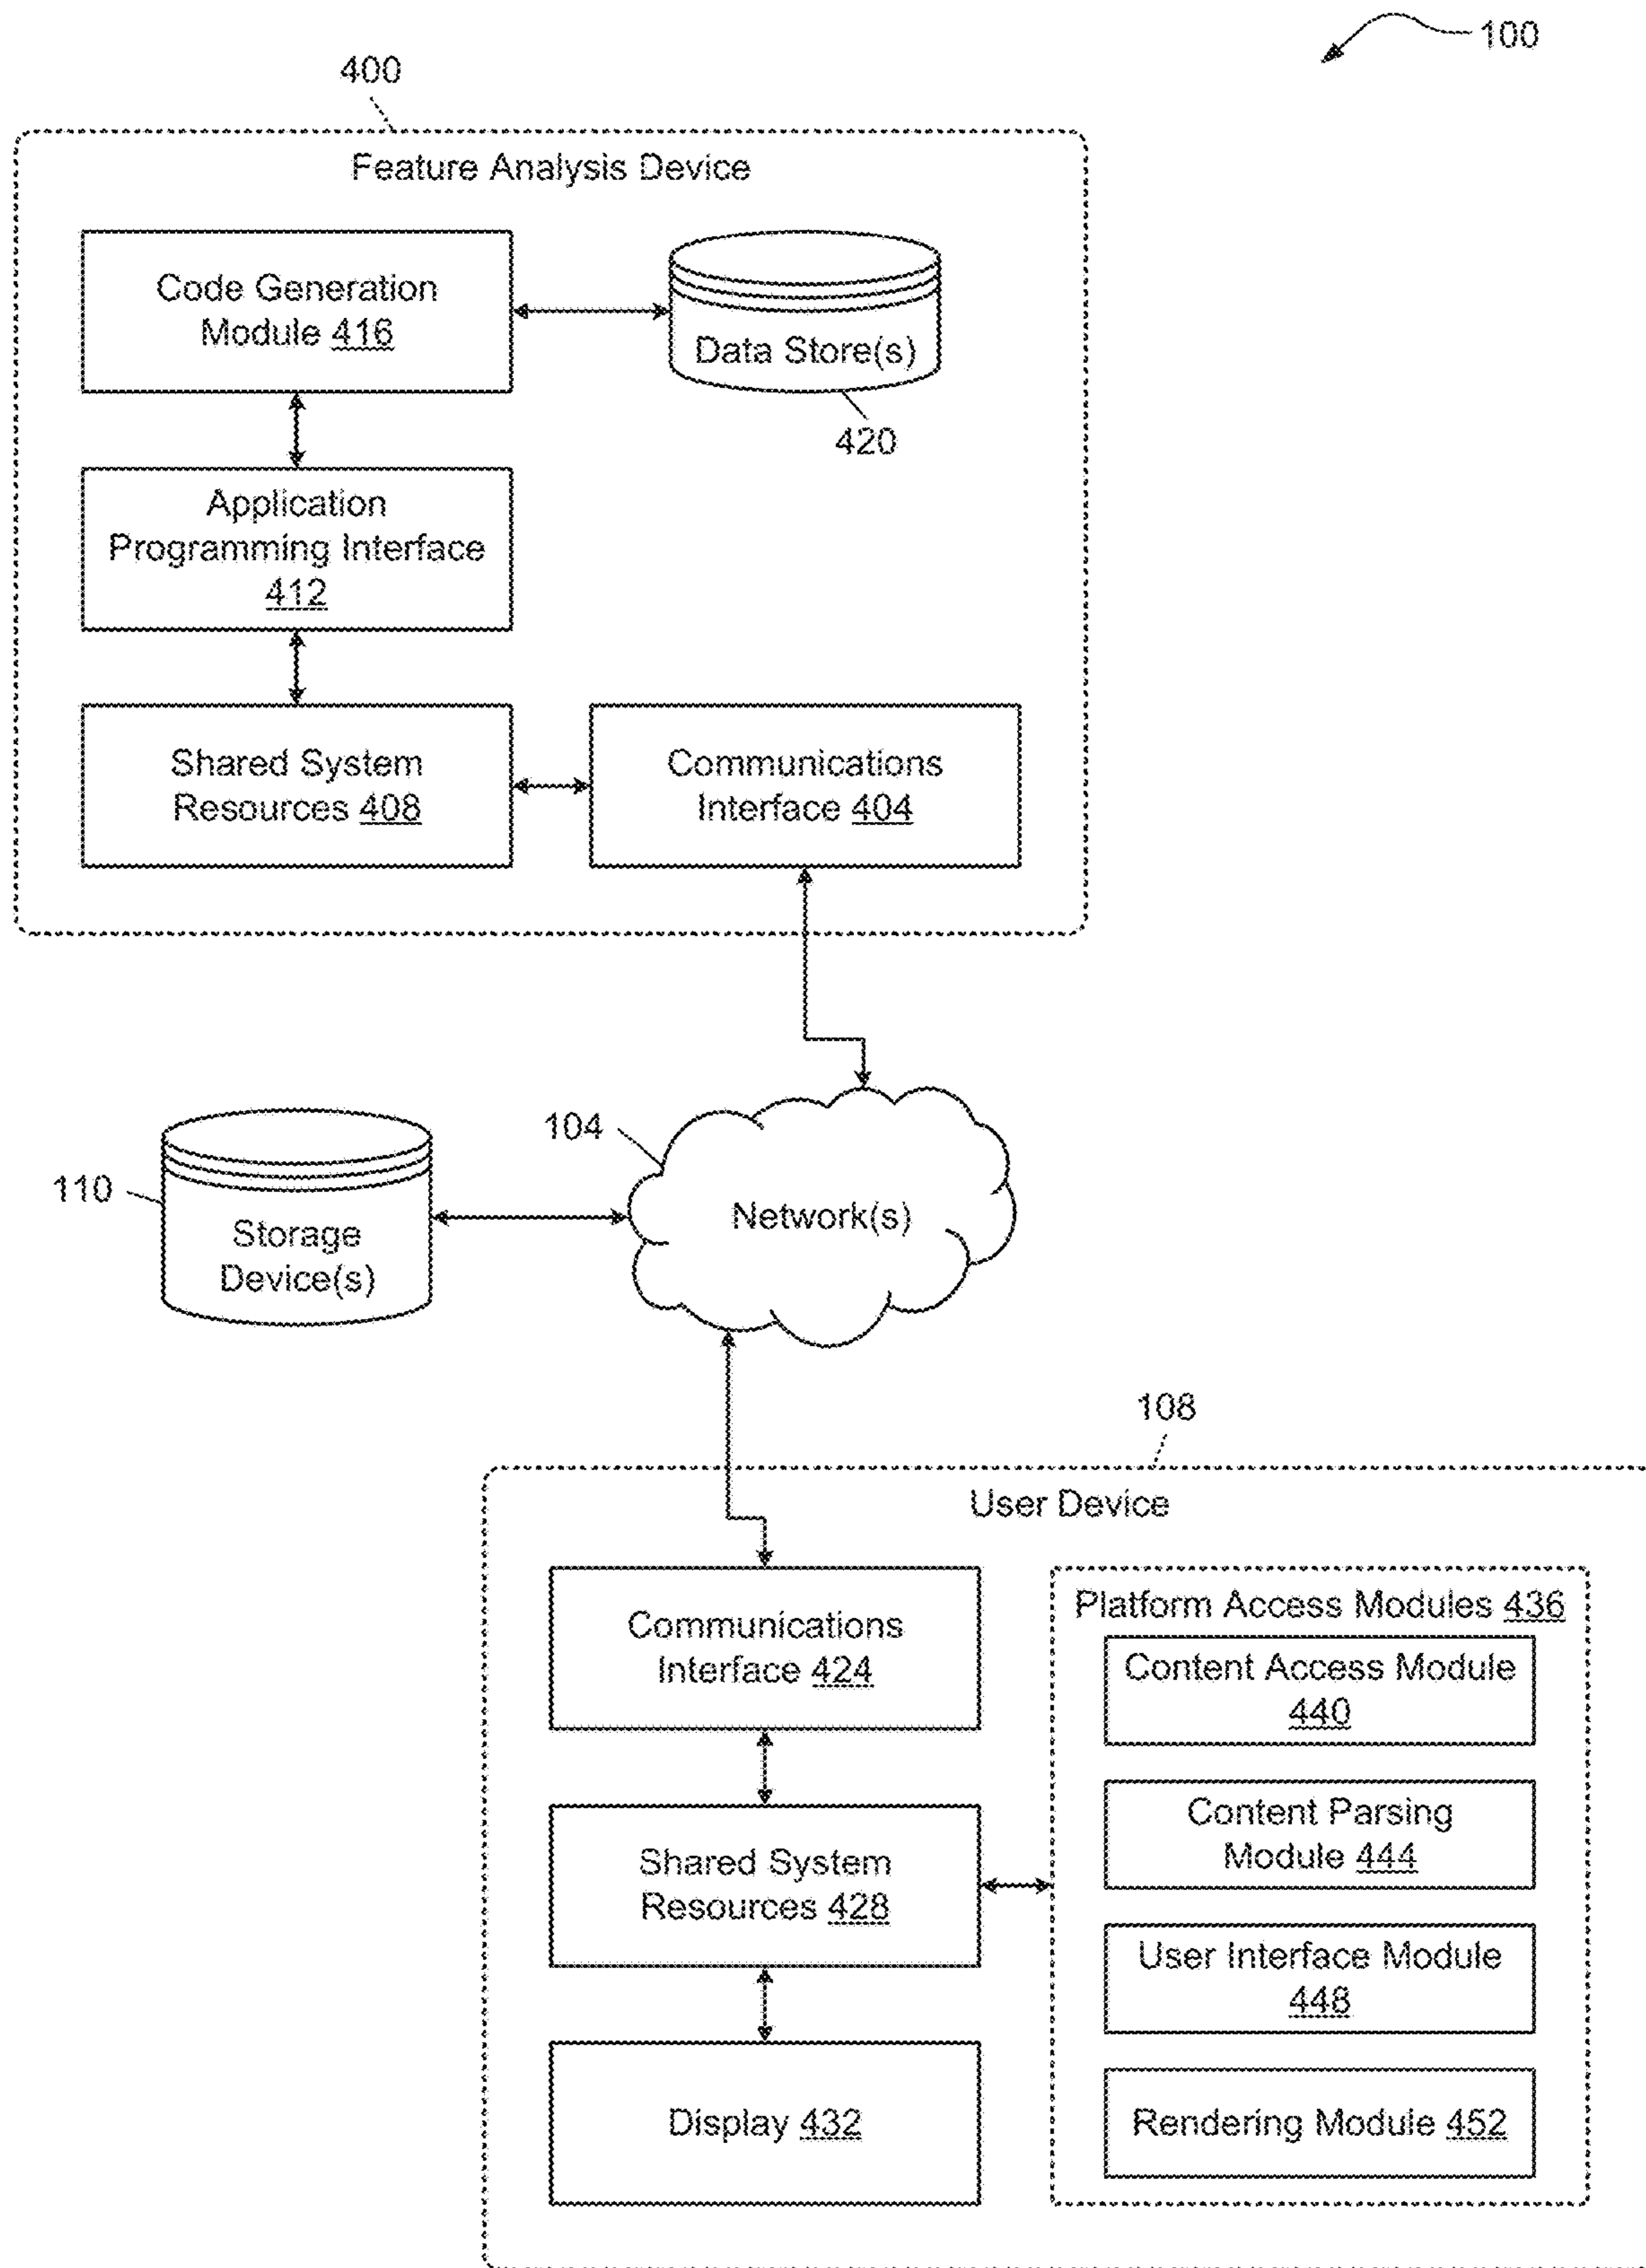 100
400
Feature Analysis Device
Code Generation
Module 416
Data Store(s)
420
Application
Programming Interface
412
Shared System
Resources 408
Communications
Interface 404
104
Network(s)
110
Storage
Device(s)
108
User Device
Communications
Interface 424
Platform Access Modules 436
Content Access Module
440
Shared System
Resources 428
Content Parsing
Module 444
User Interface Module
448
Display 432
Rendering Module 452